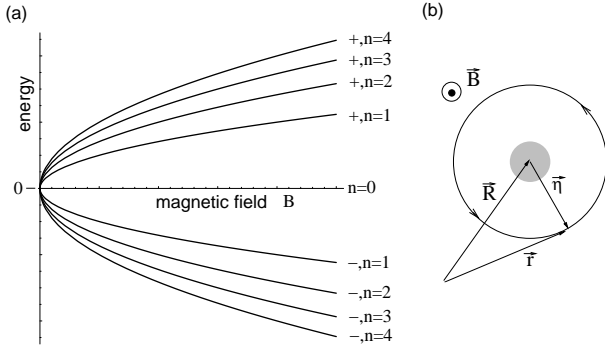 (a)
energy
0
magnetic field B
+,n=4
+,n=3
+,n=2
+,n=1
n=0
−,n=1
−,n=2
−,n=3
−,n=4
(b)
B
R
η
r